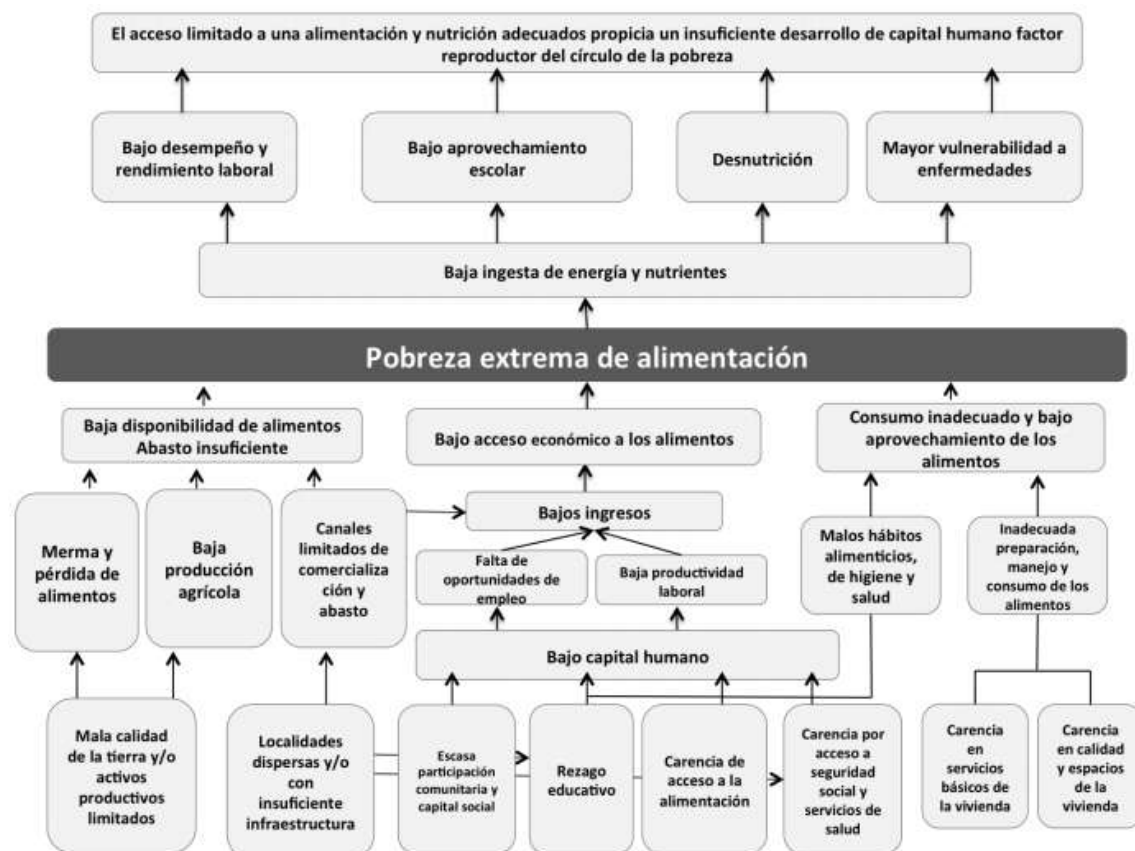 El acceso limitado a una alimentación y nutrición adecuados propicia un insuficiente desarrollo de capital humano factor
reproductor del círculo de la pobreza
Bajo desempeño y
rendimiento laboral
Bajo aprovechamiento
escolar
Desnutrición
Mayor vulnerabilidad a
enfermedades
Baja ingesta de energía y nutrientes
Pobreza extrema de alimentación
Baja disponibilidad de alimentos
Abasto insuficiente
Bajo acceso económico a los alimentos
Consumo inadecuado y bajo
aprovechamiento de los
alimentos
Merma y
pérdida de
alimentos
Baja
producción
agrícola
Canales
limitados de
comercializa
ción y
abasto
Bajos ingresos
Falta de
oportunidades de
empleo
Baja productividad
laboral
Malos hábitos
alimenticios,
de higiene y
salud
Inadecuada
preparación,
manejo y
consumo de los
alimentos
Bajo capital humano
Mala calidad
de la tierra y/o
activos
productivos
limitados
Localidades
dispersas y/o
con
insuficiente
infraestructura
Escasa
participación
comunitaria y
capital social
Rezago
educativo
Carencia de
acceso a la
alimentación
Carencia por
acceso a
seguridad
social y
servicios de
salud
Carencia
en
servicios
básicos de
la vivienda
Carencia
en calidad
y espacios
de la
vivienda